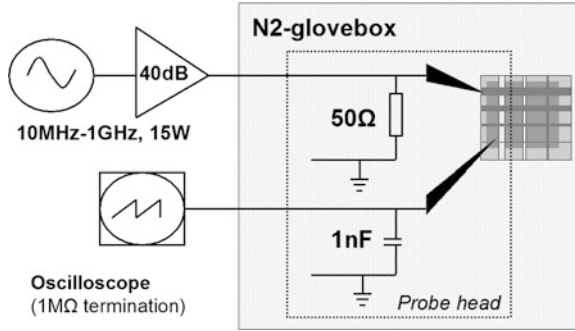 N2-glovebox
40dB
10MHz-1GHz, 15W
50Ω
1nF
Oscilloscope
(1MΩ termination)
Probe head